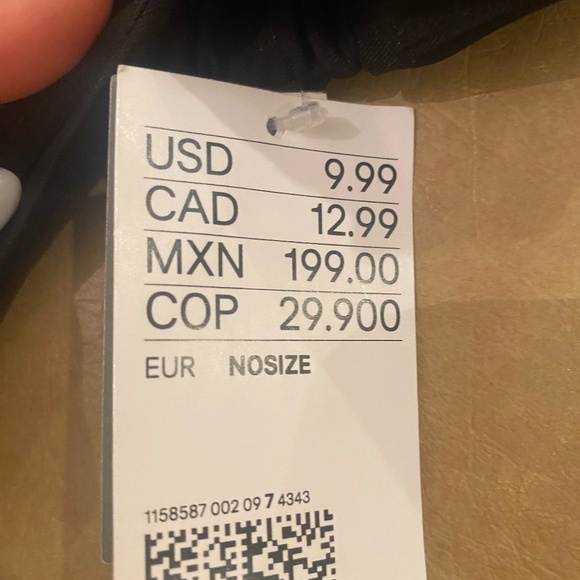 USD 9.99
CAD 12.99
MXN 199.00
COP 29.900
EUR NOSIZE
1158587 002 09 7 4343